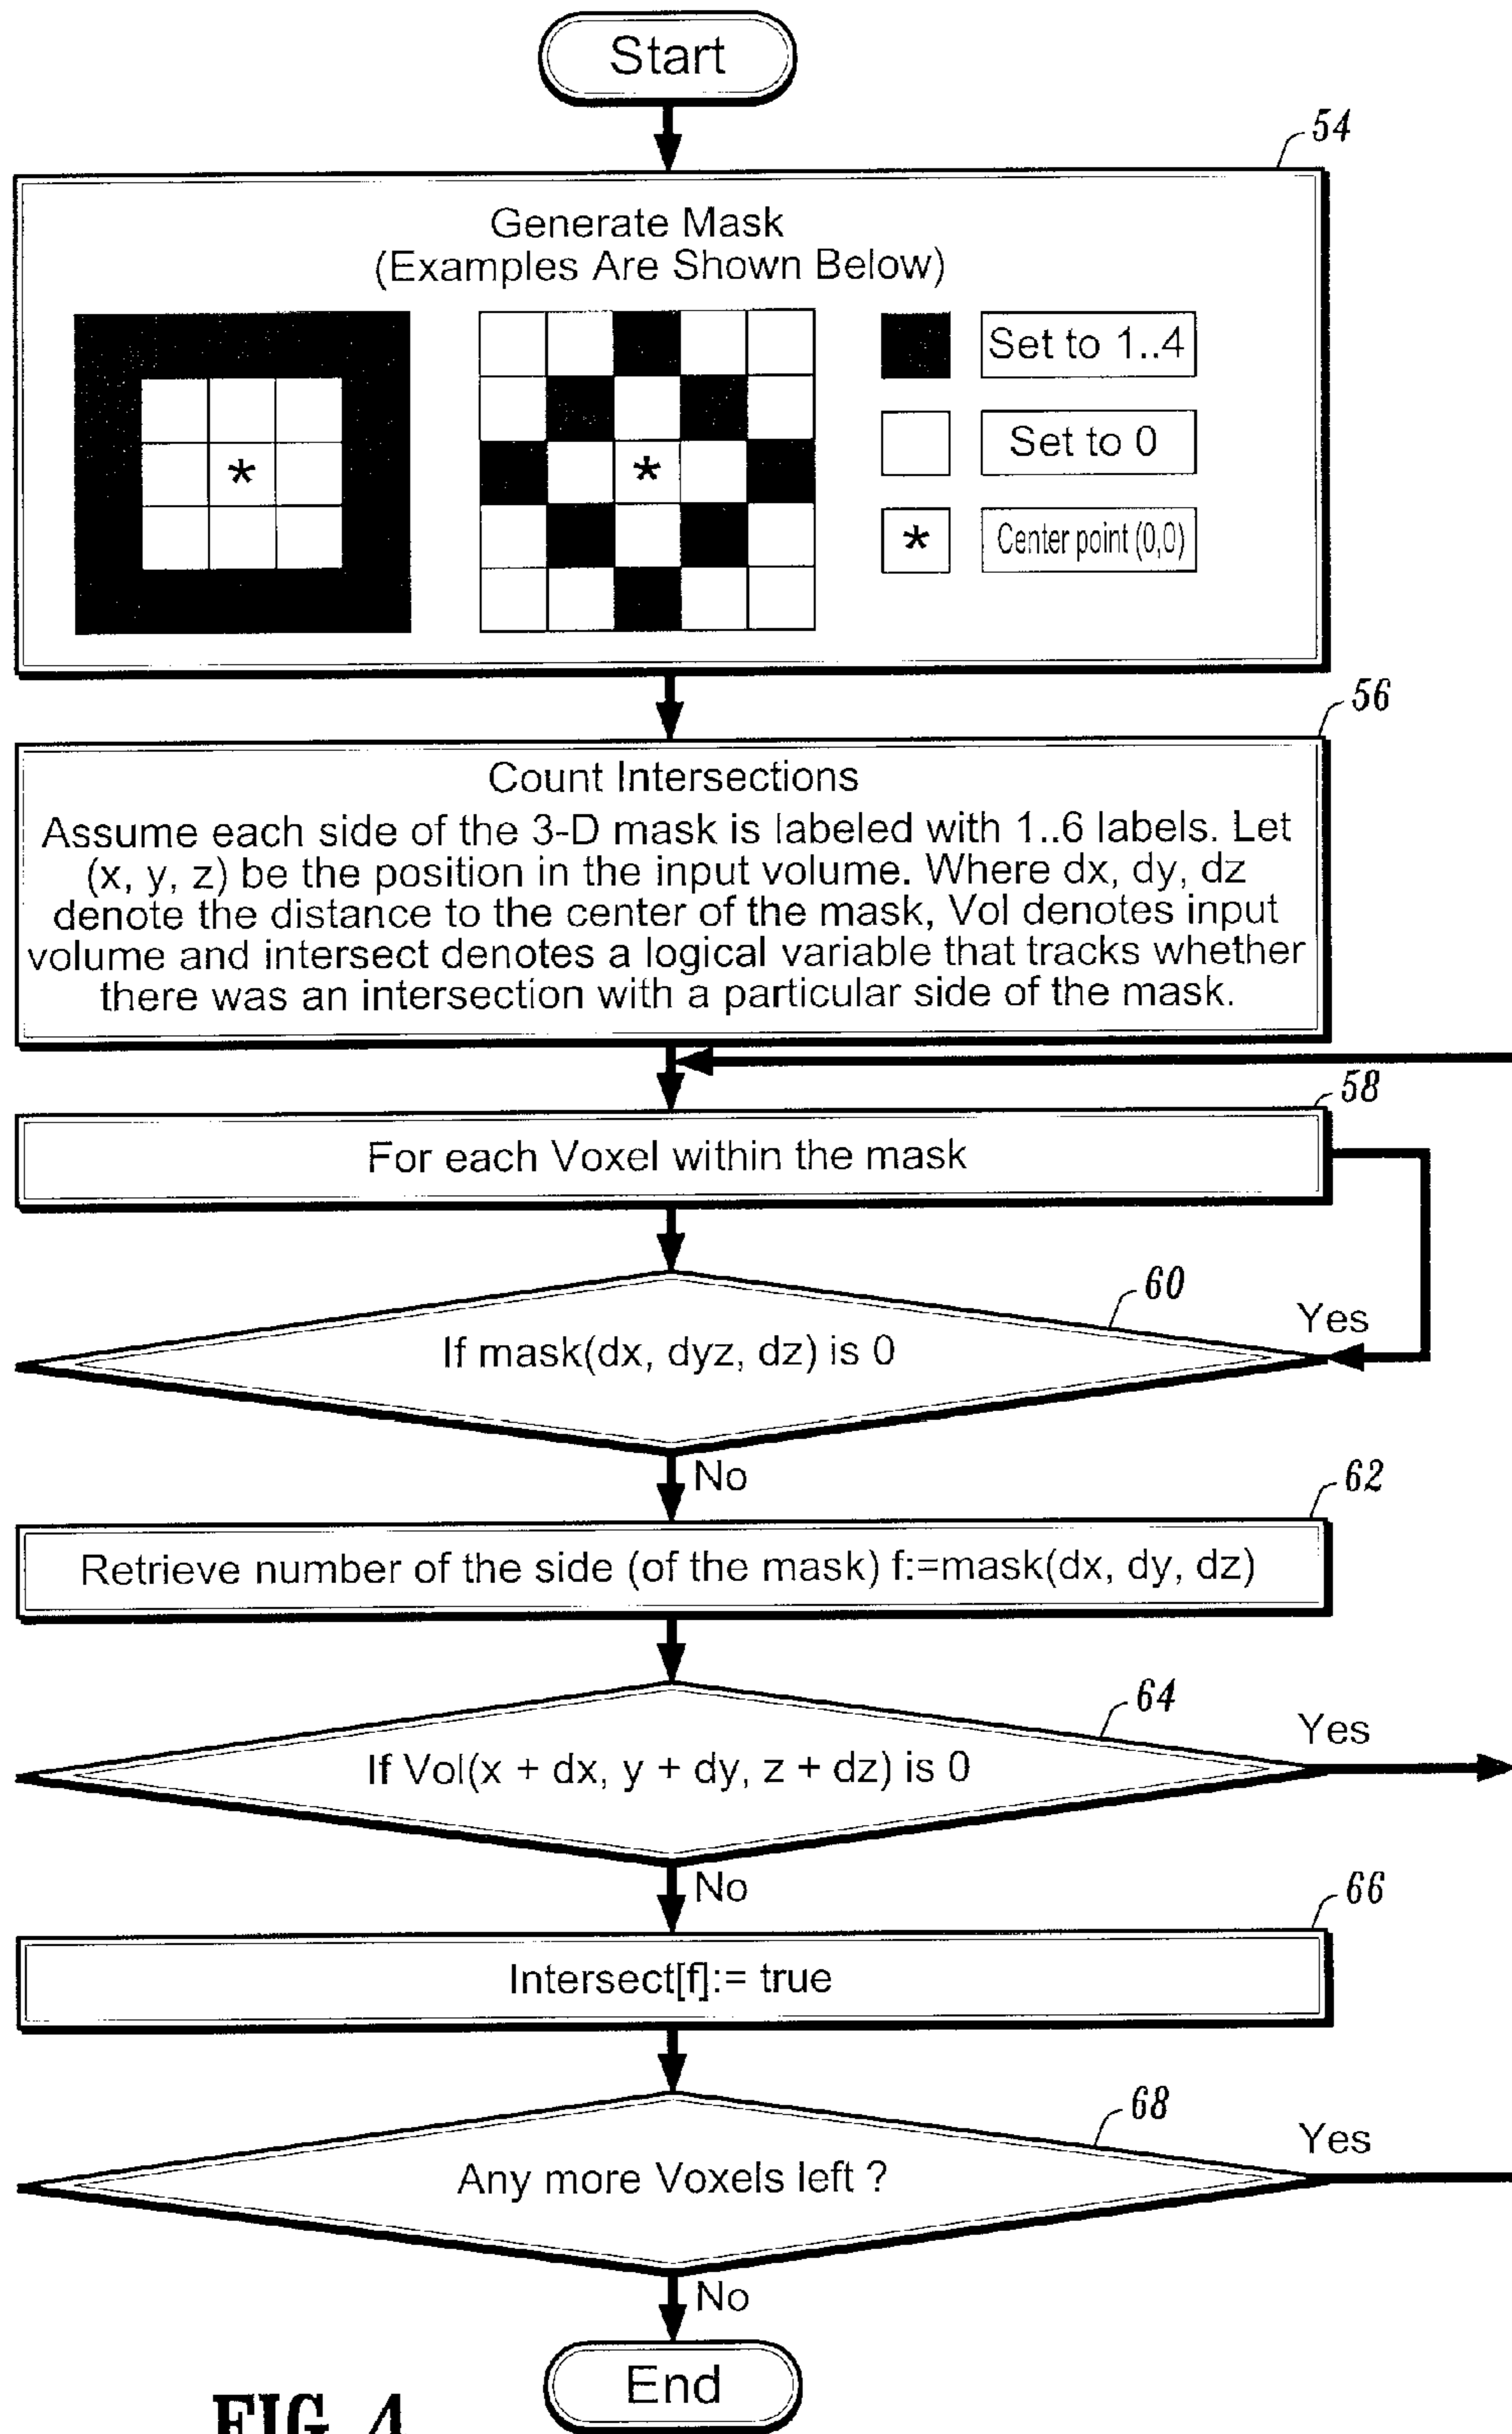 Start
54
Generate Mask
(Examples Are Shown Below)
Set to 1..4
*
*
Set to 0
*
Center point (0,0)
56
Count Intersections
Assume each side of the 3-D mask is labeled with 1..6 labels. Let
(x, y, z) be the position in the input volume. Where dx, dy, dz
denote the distance to the center of the mask, Vol denotes input
volume and intersect denotes a logical variable that tracks whether
there was an intersection with a particular side of the mask.
58
For each Voxel within the mask
60
Yes
If mask(dx, dyz, dz) is 0
No
62
Retrieve number of the side (of the mask) f:=mask(dx, dy, dz)
64
Yes
If Vol(x + dx, y + dy, z + dz) is 0
No
66
Intersect[f]:= true
68
Yes
Any more Voxels left ?
No
End
FIG. 4